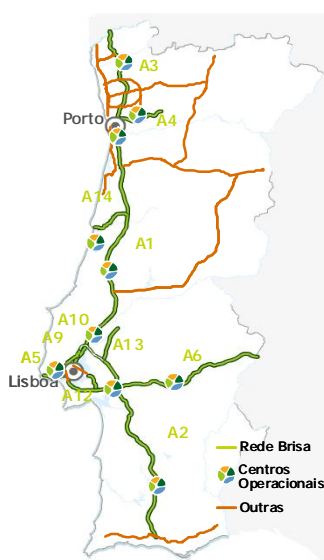 A3
Porto
A4
A14
A1
A10
A9
A13
A5
A6
Lisboa
A12
A2
Rede Brisa
Centros
Operacionais
Outras